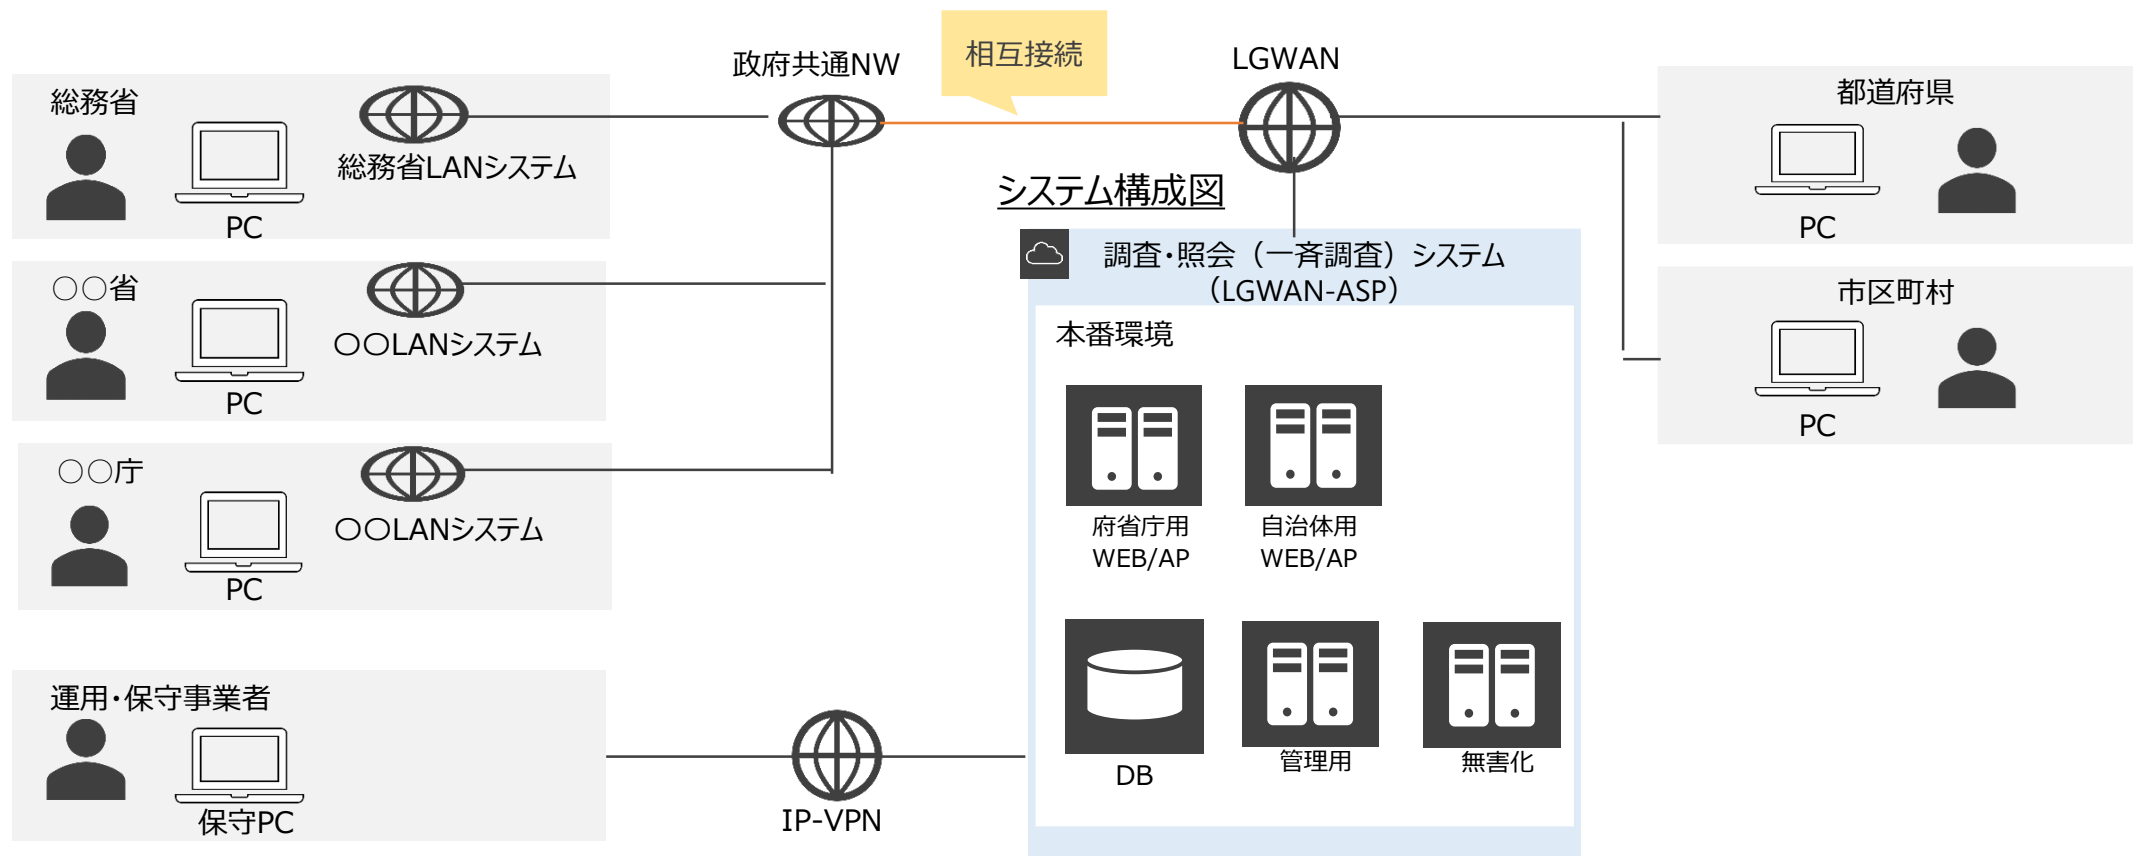 政府共通NW
相互接続
LGWAN
総務省
総務省LANシステム
PC
○○省
〇〇LANシステム
PC
○○庁
〇〇LANシステム
PC
運用・保守事業者
保守PC
IP-VPN
システム構成図
調査・照会（一斉調査）システム
（LGWAN-ASP）
本番環境
府省庁用
WEB/AP
自治体用
WEB/AP
DB
管理用
無害化
都道府県
PC
市区町村
PC